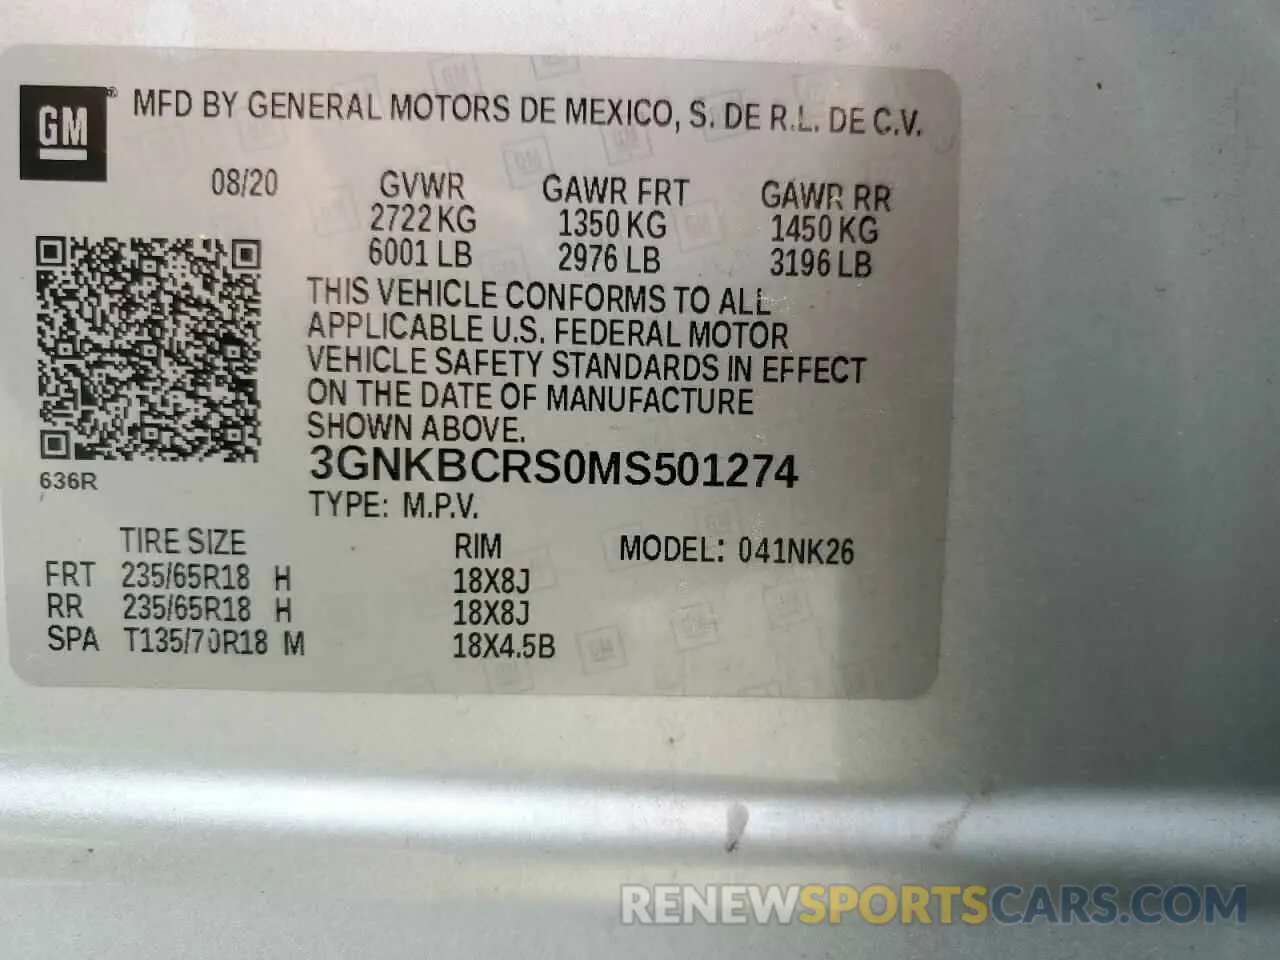 GM ® MFD BY GENERAL MOTORS DE MEXICO, S. DE R.L. DE C.V.
08/20 GVWR GAWR FRT GAWR RR
2722 KG 1350 KG 1450 KG
6001 LB 2976 LB 3196 LB
THIS VEHICLE CONFORMS TO ALL
APPLICABLE U.S. FEDERAL MOTOR
VEHICLE SAFETY STANDARDS IN EFFECT
ON THE DATE OF MANUFACTURE
SHOWN ABOVE.
3GNKBCRS0MS501274
636R
TYPE: M.P.V.
TIRE SIZE RIM MODEL: 041NK26
FRT 235/65R18 H 18X8J
RR 235/65R18 H 18X8J
SPA T135/70R18 M 18X4.5B
RENEWSPORTSCARS.COM